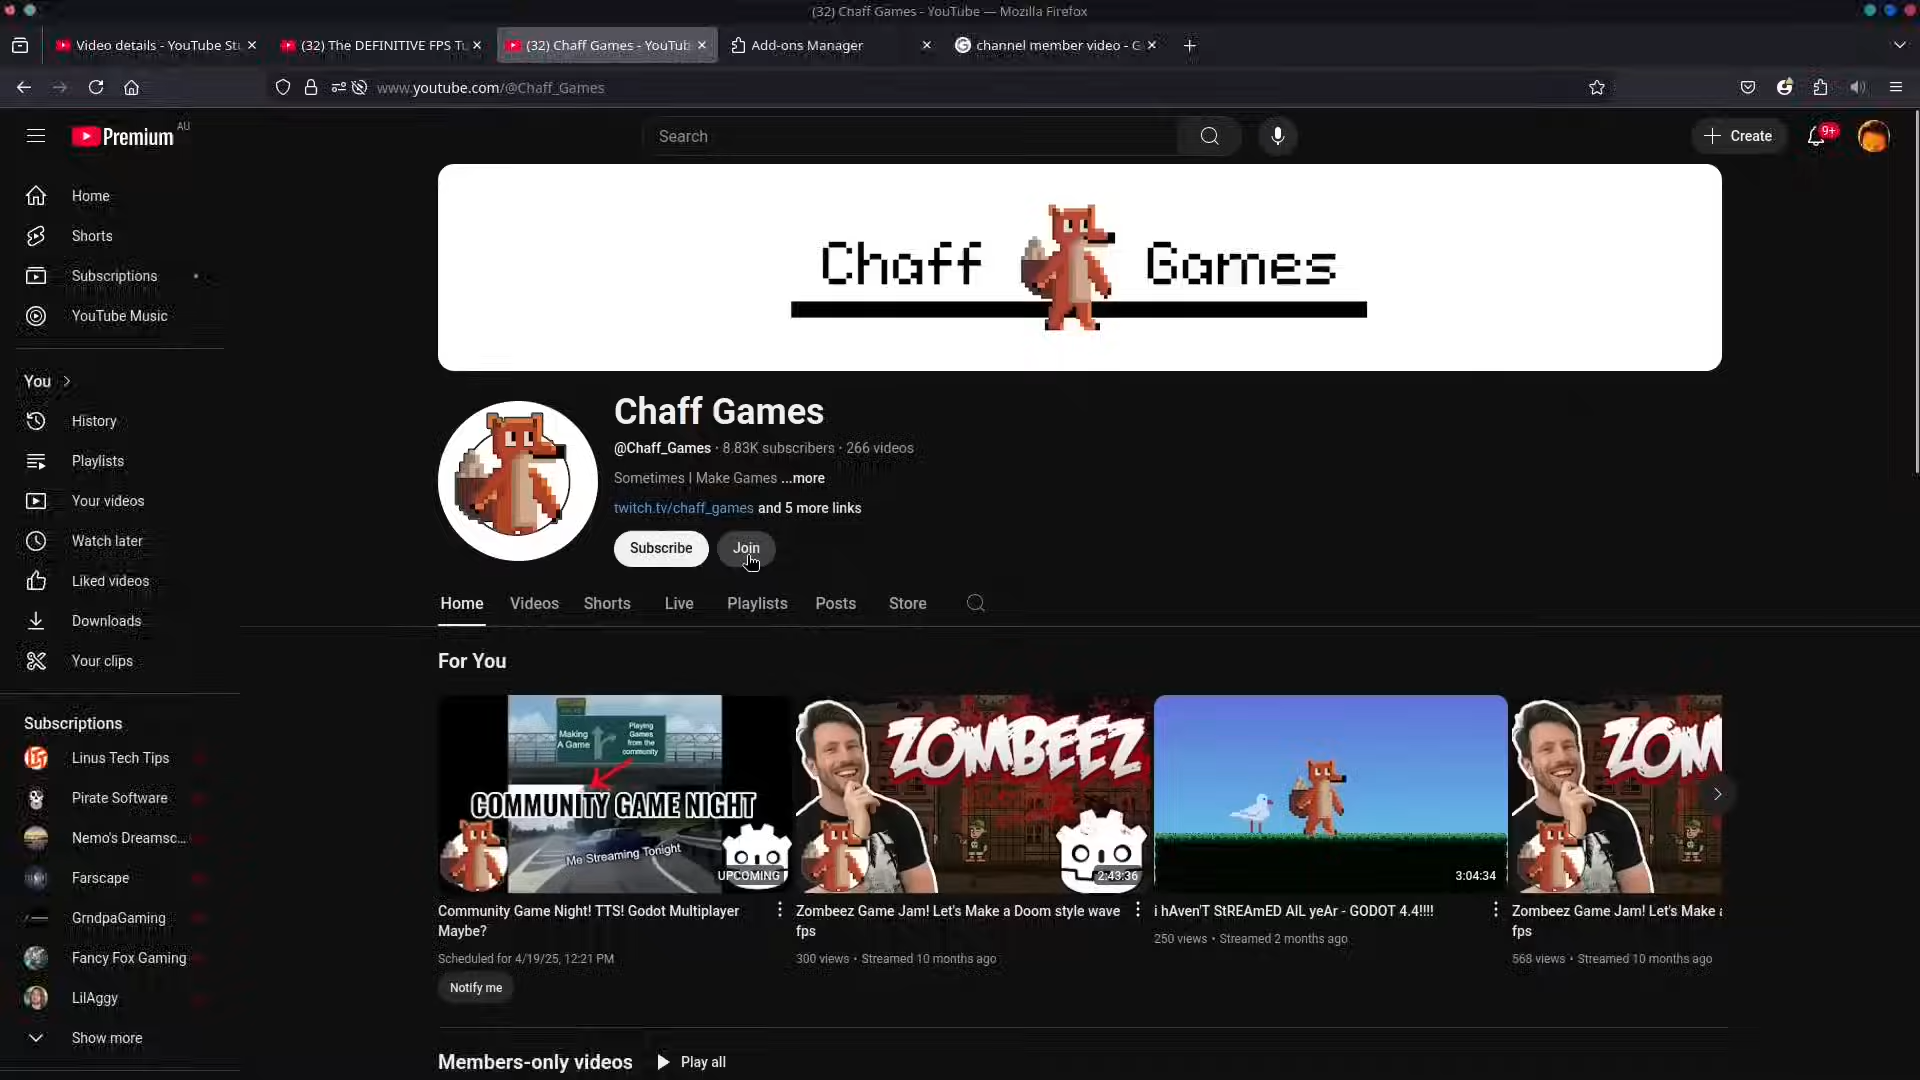 (32) Chaff Games - YouTube — Mozilla Firefox
Video details - YouTube Stu
(32) The DEFINITIVE FPS Tu
(32) Chaff Games - YouTub
Add-ons Manager
channel member video - G
www.youtube.com/@Chaff_Games
Premium AU
Search
Create
9+
Home
Shorts
Subscriptions
YouTube Music
You
History
Playlists
Your videos
Watch later
Liked videos
Downloads
Your clips
Subscriptions
Linus Tech Tips
Pirate Software
Nemo's Dreamsc...
Farscape
GrndpaGaming
Fancy Fox Gaming
LilAggy
Show more
Chaff Games
Chaff Games
@Chaff_Games · 8.83K subscribers · 266 videos
Sometimes I Make Games ...more
twitch.tv/chaff_games and 5 more links
Subscribe
Join
Home
Videos
Shorts
Live
Playlists
Posts
Store
For You
Making A Game
Playing Games from the community
COMMUNITY GAME NIGHT
Me Streaming Tonight
UPCOMING
Community Game Night! TTS! Godot Multiplayer
Maybe?
Scheduled for 4/19/25, 12:21 PM
Notify me
ZOMBEEZ
2:43:36
Zombeez Game Jam! Let's Make a Doom style wave
fps
300 views • Streamed 10 months ago
3:04:34
i hAven'T StREAmED AlL yeAr - GODOT 4.4!!!!
250 views • Streamed 2 months ago
ZOM
Zombeez Game Jam! Let's Make a
fps
568 views • Streamed 10 months ago
Members-only videos
Play all